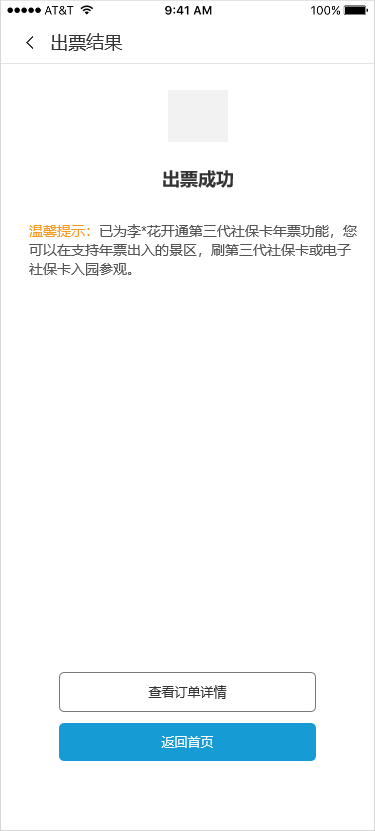 ●●●●● AT&T 9:41 AM 100%
出票结果
出票成功
温馨提示：已为李*花开通第三代社保卡年票功能，您
可以在支持年票出入的景区，刷第三代社保卡或电子
社保卡入园参观。
查看订单详情
返回首页